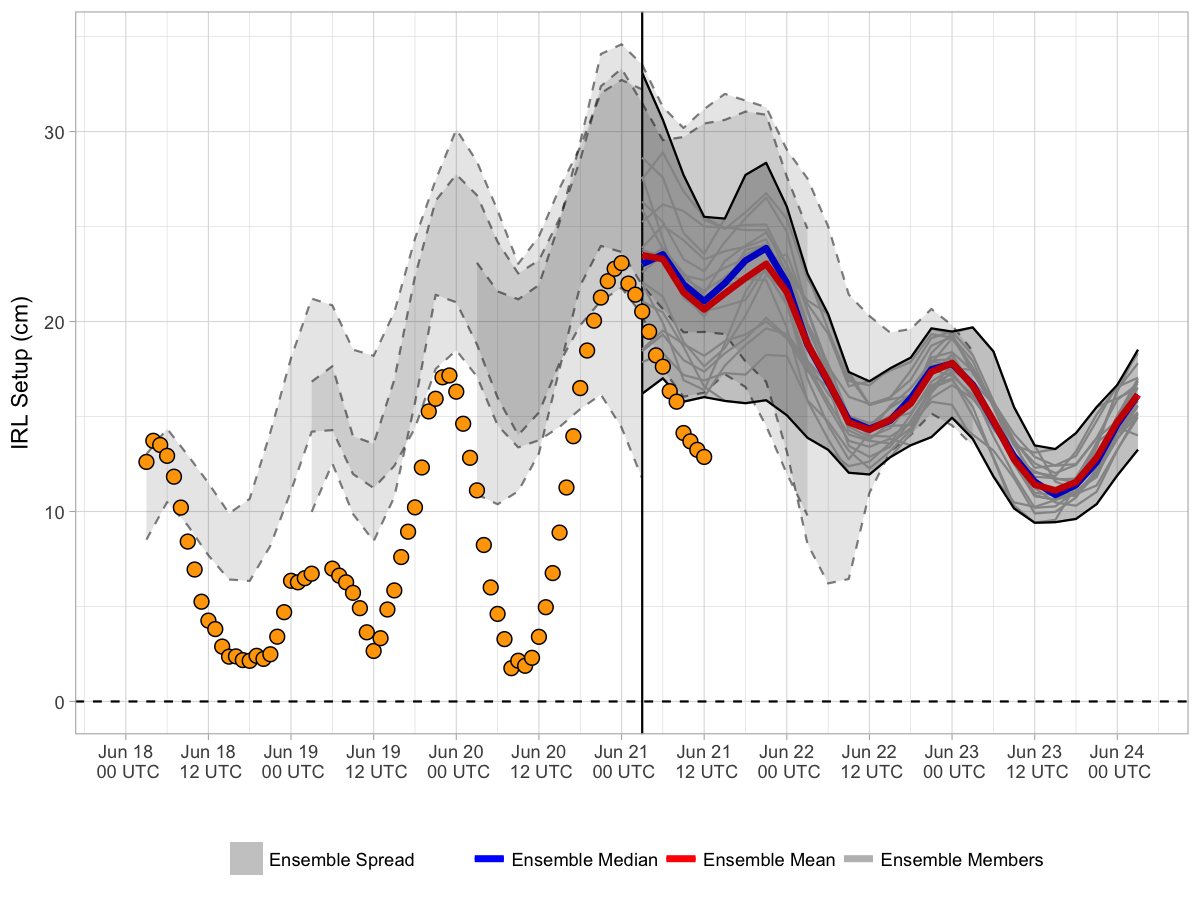 IRL Setup (cm)
30
20
10
0
Jun 18 Jun 18 Jun 19 Jun 19 Jun 20 Jun 20 Jun 21 Jun 21 Jun 22 Jun 22 Jun 23 Jun 23 Jun 24
00 UTC 12 UTC 00 UTC 12 UTC 00 UTC 12 UTC 00 UTC 12 UTC 00 UTC 12 UTC 00 UTC 12 UTC 00 UTC
Ensemble Spread Ensemble Median Ensemble Mean Ensemble Members